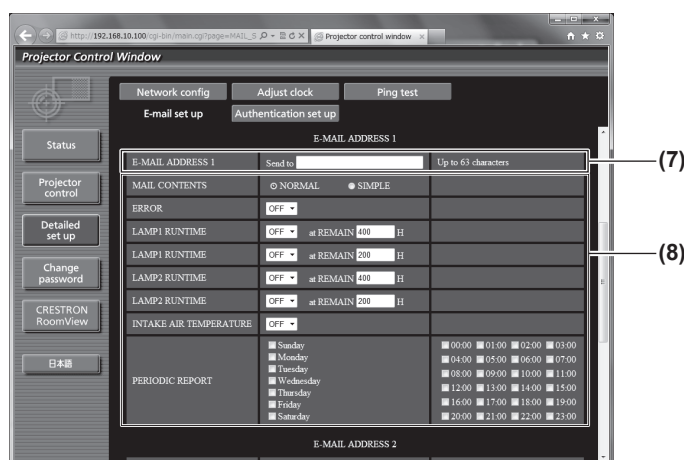 http://192.168.10.100/cgi-bin/main.cgi?page=MAIL_S
Projector control window
Projector Control Window
Network config Adjust clock Ping test
E-mail set up Authentication set up
Status
Projector control
Detailed set up
Change password
CRESTRON RoomView
日本語
E-MAIL ADDRESS 1
E-MAIL ADDRESS 1 Send to Up to 63 characters
(7)
MAIL CONTENTS NORMAL SIMPLE
ERROR OFF
LAMP1 RUNTIME OFF at REMAIN 400 H
LAMP1 RUNTIME OFF at REMAIN 200 H
(8)
LAMP2 RUNTIME OFF at REMAIN 400 H
LAMP2 RUNTIME OFF at REMAIN 200 H
INTAKE AIR TEMPERATURE OFF
PERIODIC REPORT
Sunday
Monday
Tuesday
Wednesday
Thursday
Friday
Saturday
00:00 01:00 02:00 03:00
04:00 05:00 06:00 07:00
08:00 09:00 10:00 11:00
12:00 13:00 14:00 15:00
16:00 17:00 18:00 19:00
20:00 21:00 22:00 23:00
E-MAIL ADDRESS 2